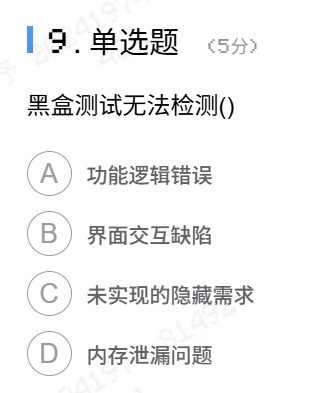 9.单选题 (5分)
黑盒测试无法检测()
A 功能逻辑错误
B 界面交互缺陷
C 未实现的隐藏需求
D 内存泄漏问题